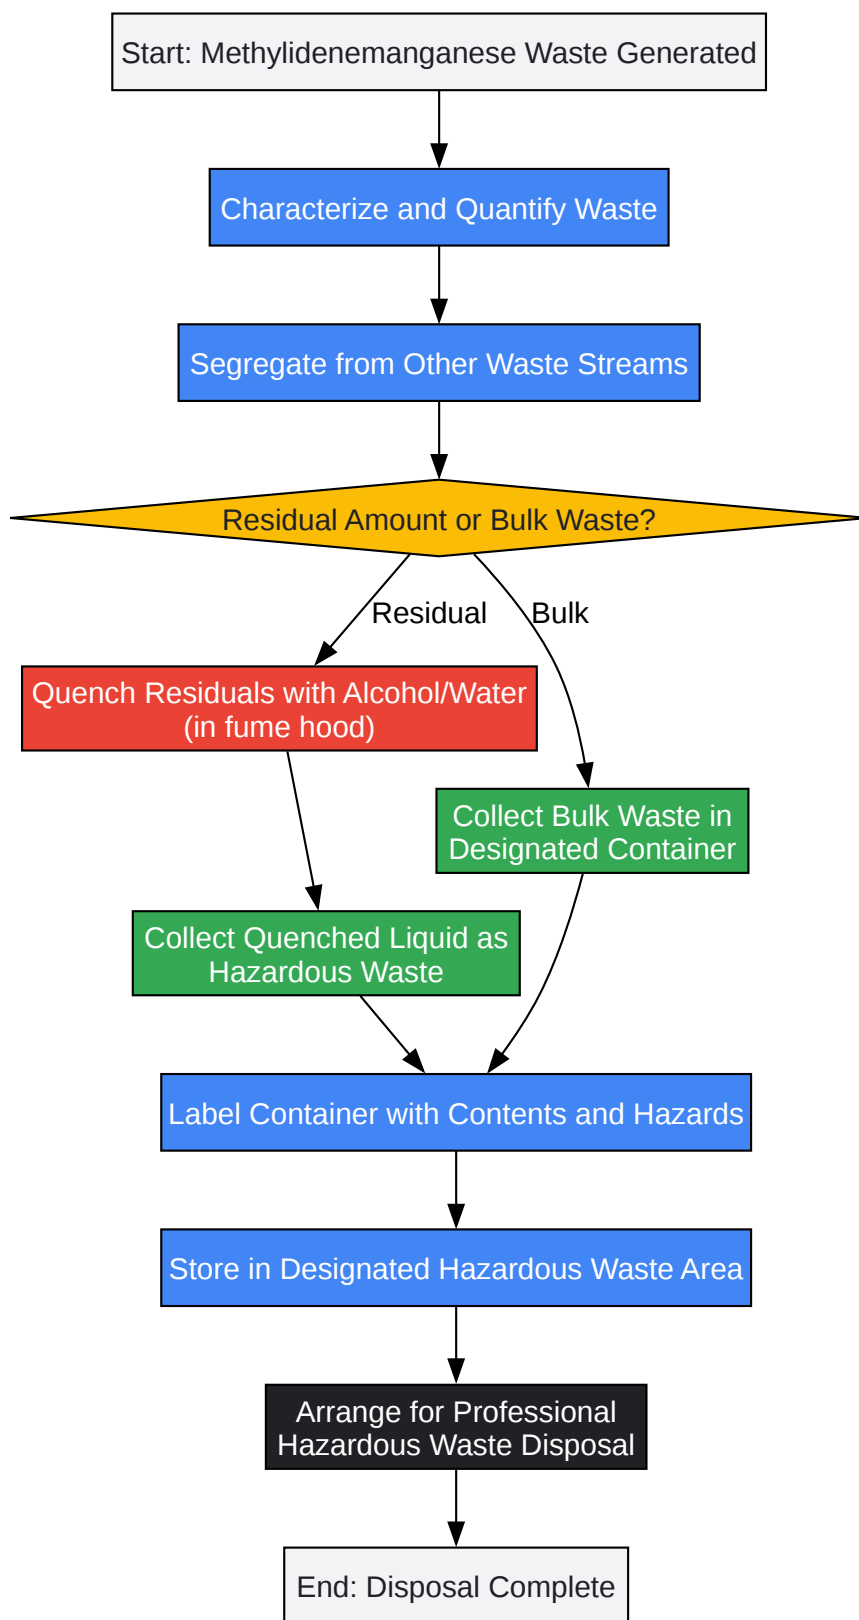 Start: Methylidenemanganese Waste Generated
Characterize and Quantify Waste
Segregate from Other Waste Streams
Residual Amount or Bulk Waste?
Residual
Bulk
Quench Residuals with Alcohol/Water
(in fume hood)
Collect Bulk Waste in
Designated Container
Collect Quenched Liquid as
Hazardous Waste
Label Container with Contents and Hazards
Store in Designated Hazardous Waste Area
Arrange for Professional
Hazardous Waste Disposal
End: Disposal Complete